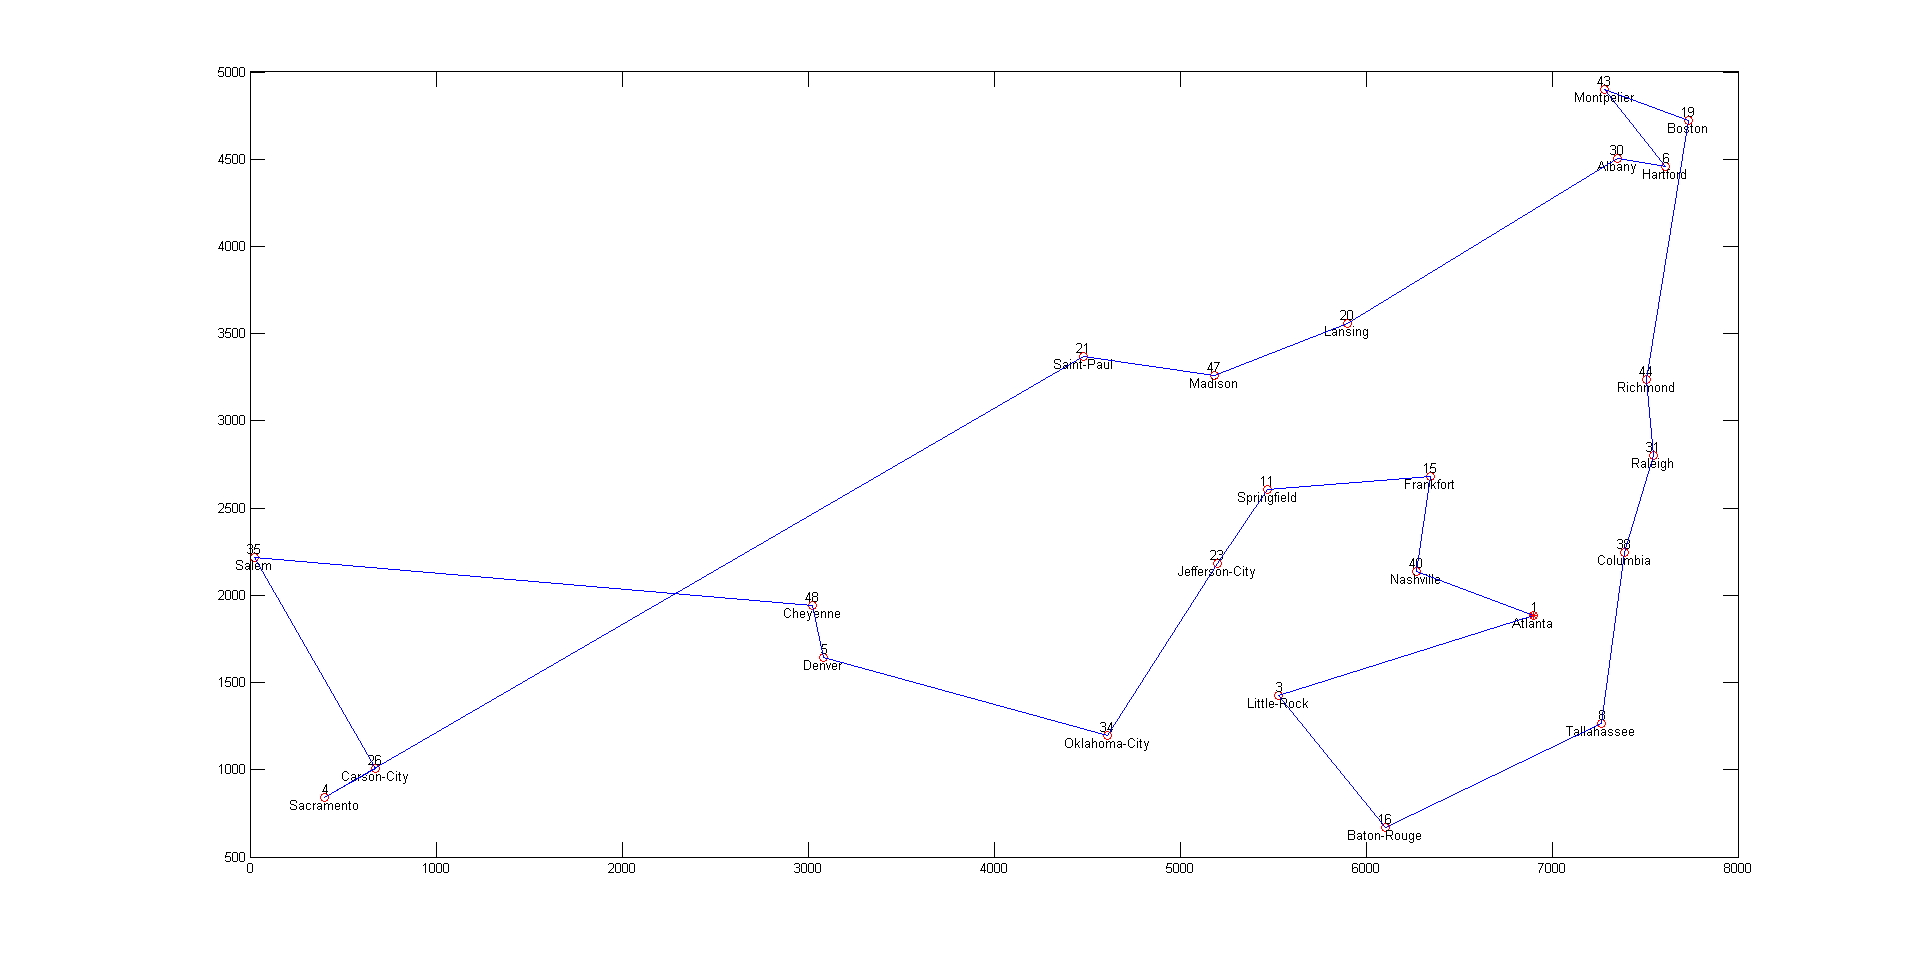 5000
43
Montpelier
19
Boston
4500
30
Albany
6
Hartford
4000
3500
20
Lansing
21
Saint-Paul
47
Madison
44
Richmond
3000
31
Raleigh
15
Frankfort
11
Springfield
2500
35
Salem
38
Columbia
23
Jefferson-City
40
Nashville
2000
48
Cheyenne
1
Atlanta
5
Denver
1500
3
Little-Rock
8
Tallahassee
34
Oklahoma-City
1000
26
Carson-City
4
Sacramento
16
Baton-Rouge
500
0 1000 2000 3000 4000 5000 6000 7000 8000